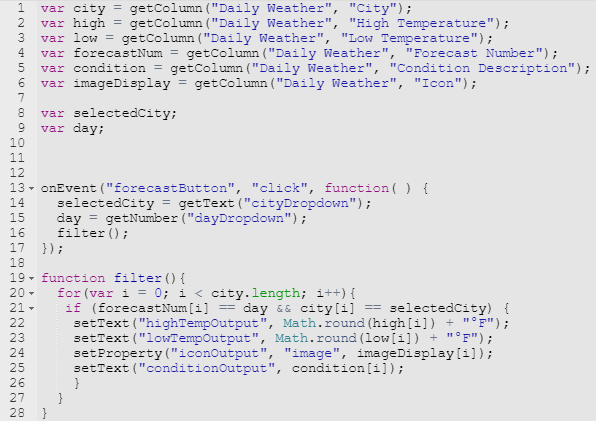 1 var city = getColumn("Daily Weather", "City");
2 var high = getColumn("Daily Weather", "High Temperature");
3 var low = getColumn("Daily Weather", "Low Temperature");
4 var forecastNum = getColumn("Daily Weather", "Forecast Number");
5 var condition = getColumn("Daily Weather", "Condition Description");
6 var imageDisplay = getColumn("Daily Weather", "Icon");
7
8 var selectedCity;
9 var day;
10
11
12
13 onEvent("forecastButton", "click", function( ) {
14   selectedCity = getText("cityDropdown");
15   day = getNumber("dayDropdown");
16   filter();
17 });
18
19 function filter(){
20   for(var i = 0; i < city.length; i++){
21    if (forecastNum[i] == day && city[i] == selectedCity) {
22     setText("highTempOutput", Math.round(high[i]) + "°F");
23     setText("lowTempOutput", Math.round(low[i]) + "°F");
24     setProperty("iconOutput", "image", imageDisplay[i]);
25     setText("conditionOutput", condition[i]);
26     }
27   }
28 }